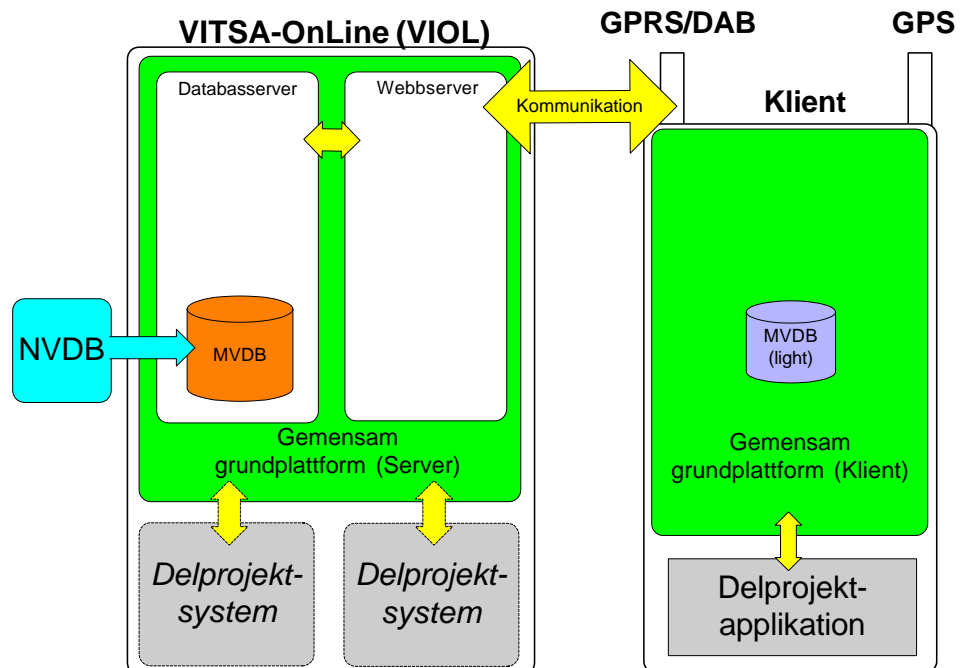 VITSA-OnLine (VIOL)
GPRS/DAB
GPS
Databasserver
Webbserver
Kommunikation
Klient
NVDB
MVDB
MVDB
(light)
Gemensam
grundplattform (Server)
Gemensam
grundplattform (Klient)
Delprojekt-
system
Delprojekt-
system
Delprojekt-
applikation